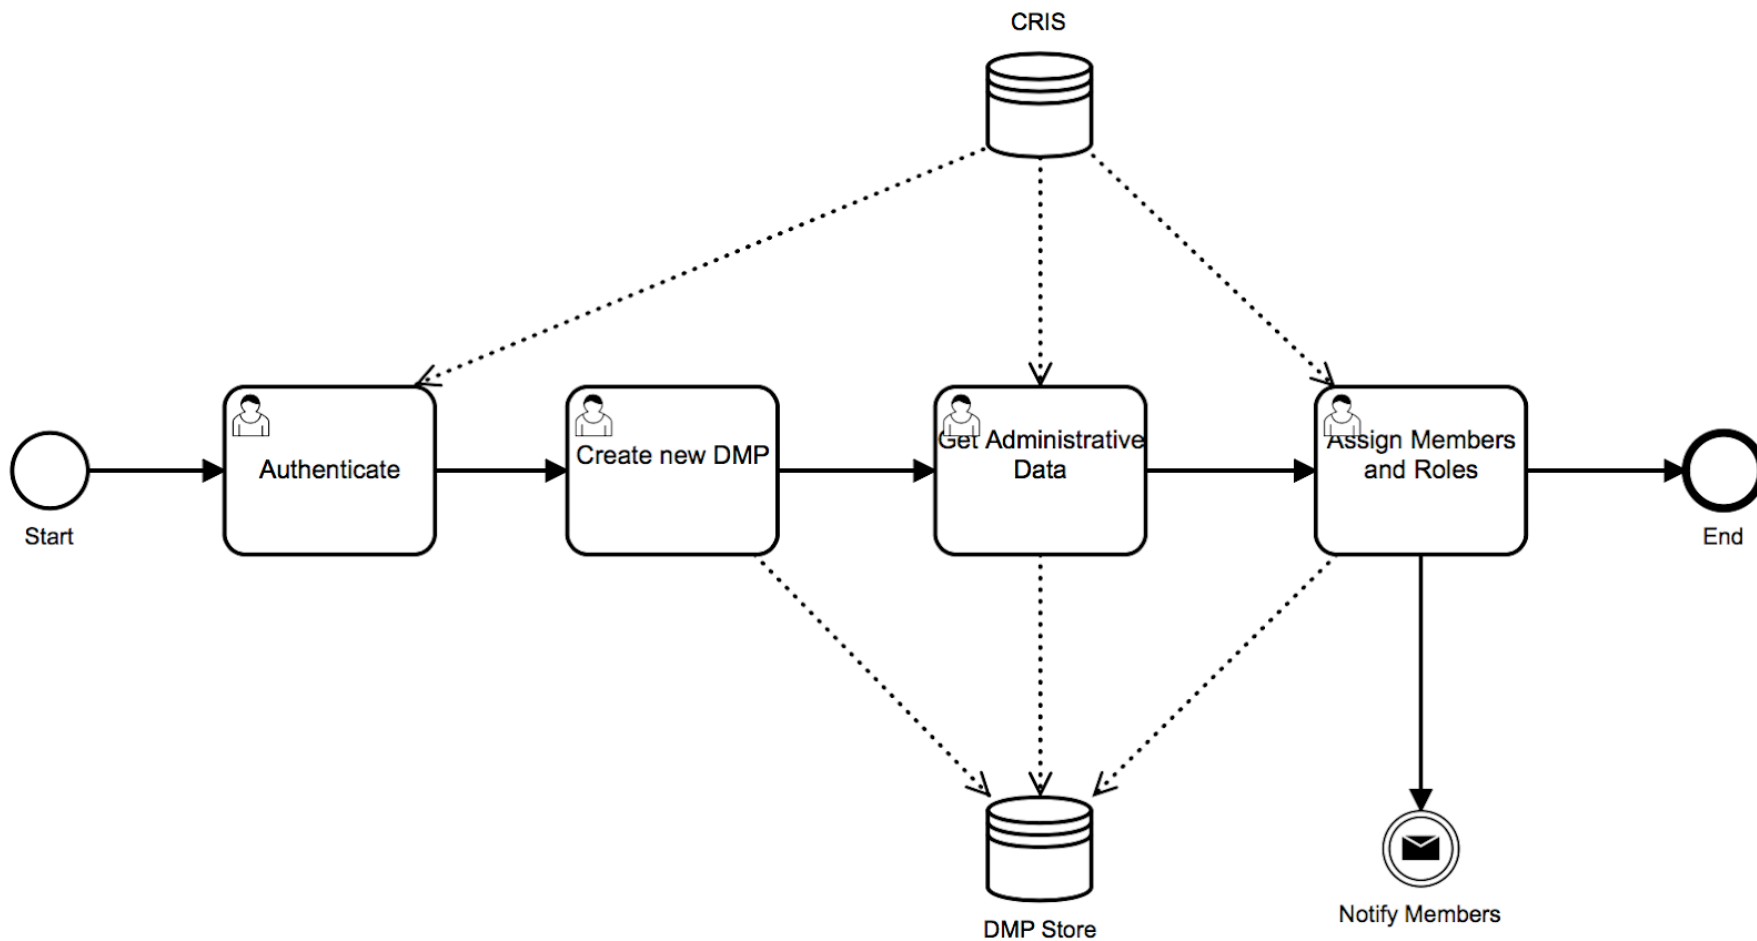 CRIS
Authenticate
Create new DMP
Get Administrative
Data
Assign Members
and Roles
Start
End
Notify Members
DMP Store